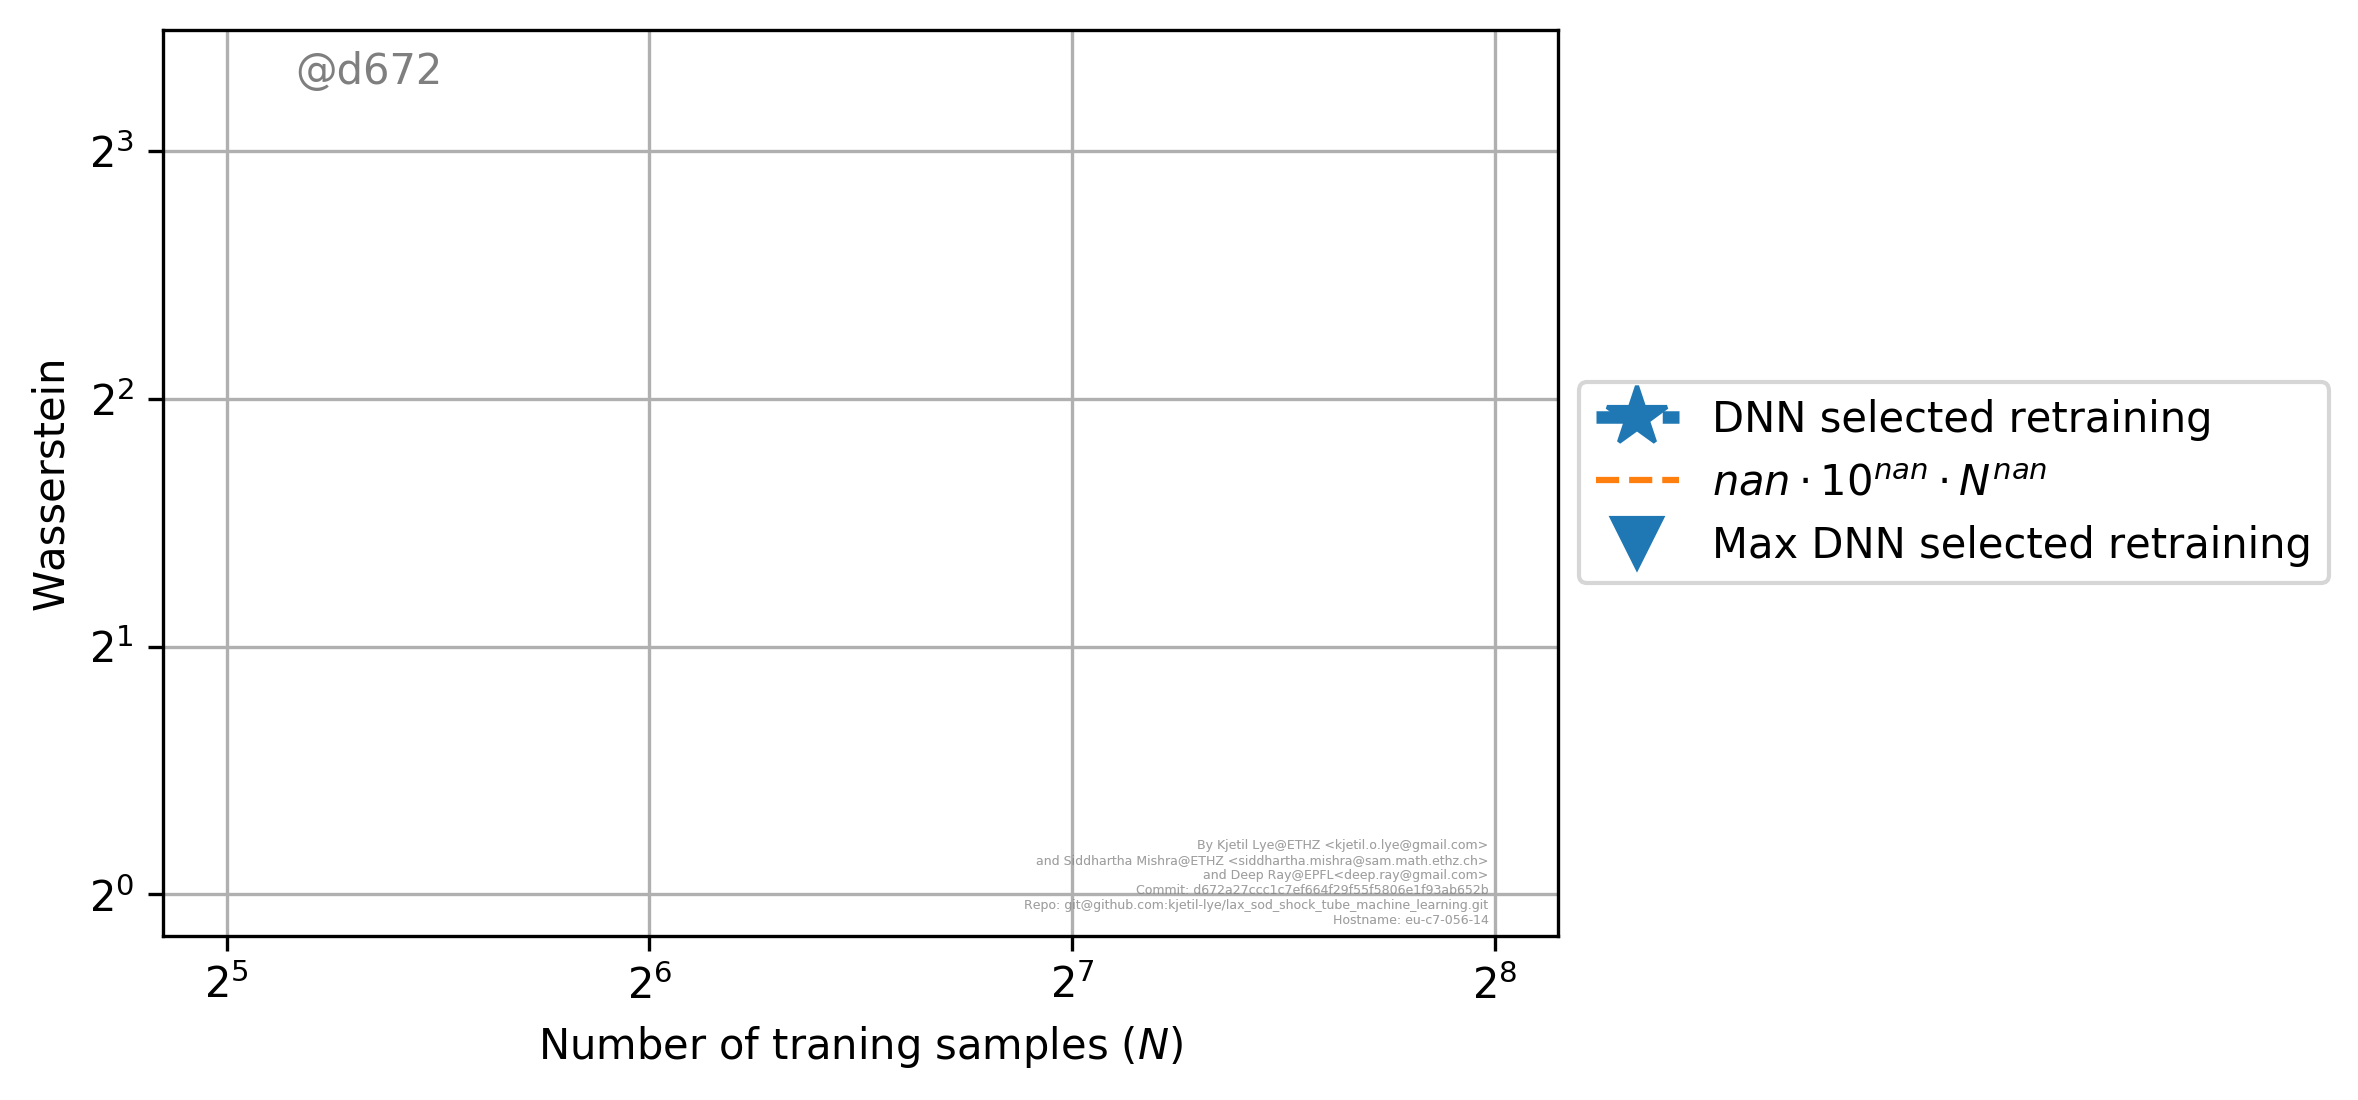 @d672
2^3
2^2
2^1
2^0
Wasserstein
DNN selected retraining
nan · 10^nan · N^nan
Max DNN selected retraining
By Kjetil Lye@ETHZ <kjetil.o.lye@gmail.com>
and Siddhartha Mishra@ETHZ <siddhartha.mishra@sam.math.ethz.ch>
and Deep Ray@EPFL<deep.ray@gmail.com>
Commit: d672a27ccc1c7ef664f29f55f5806e1f93ab652b
Repo: git@github.com:kjetil-lye/lax_sod_shock_tube_machine_learning.git
Hostname: eu-c7-056-14
2^5 2^6 2^7 2^8
Number of traning samples (N)